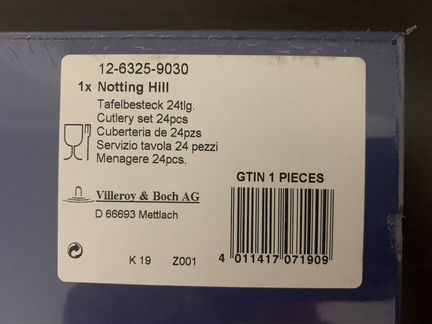 12-6325-9030
1x Notting Hill
Tafelbesteck 24tlg.
Cutlery set 24pcs
Cuberteria de 24pzs
Servizio tavola 24 pezzi
Menagere 24pcs.
Villeroy & Boch AG
D 66693 Mettlach
K 19 Z001
GTIN 1 PIECES
4 011417 071909